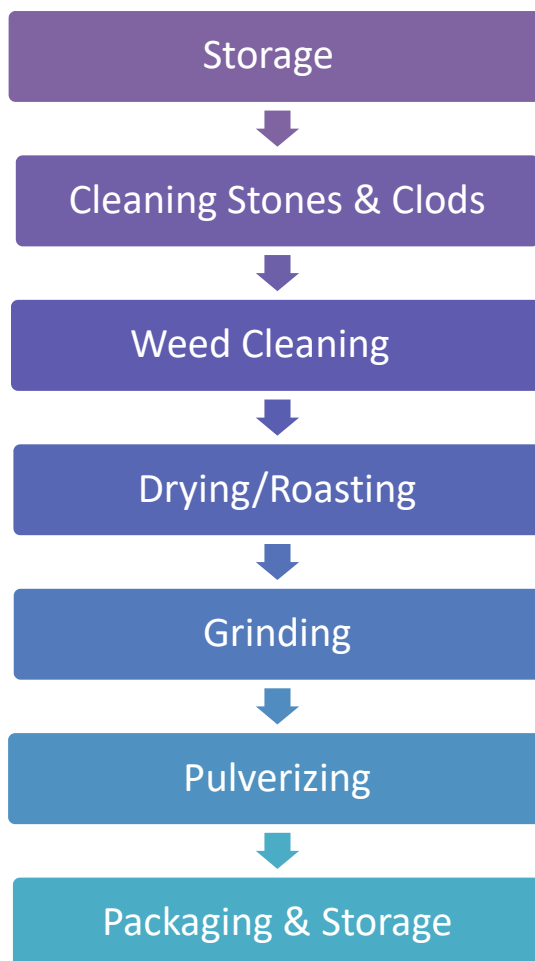 Storage
Cleaning Stones & Clods
Weed Cleaning
Drying/Roasting
Grinding
Pulverizing
Packaging & Storage